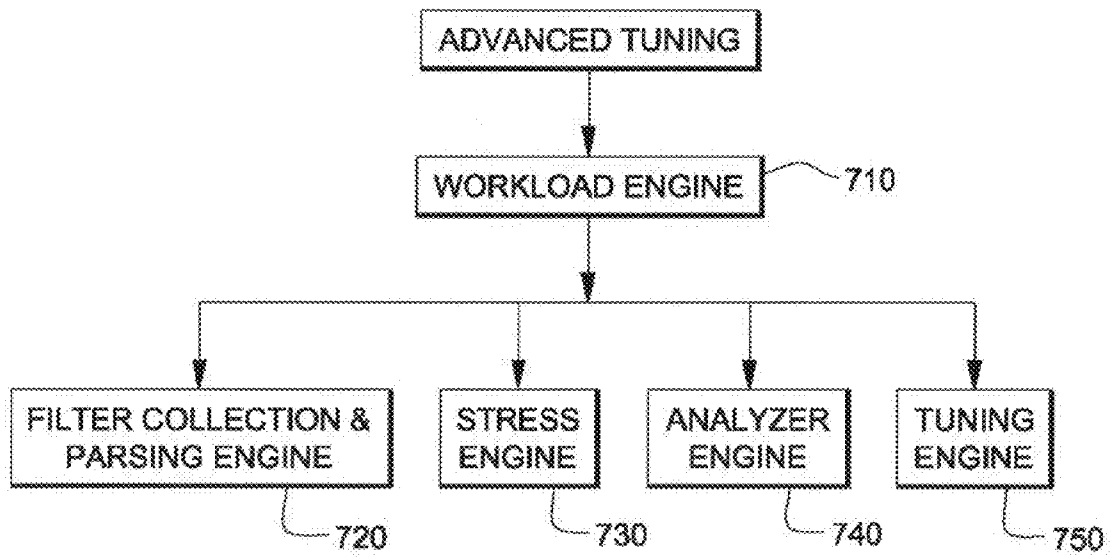 ADVANCED TUNING
WORKLOAD ENGINE
710
FILTER COLLECTION &
PARSING ENGINE
720
STRESS
ENGINE
730
ANALYZER
ENGINE
740
TUNING
ENGINE
750